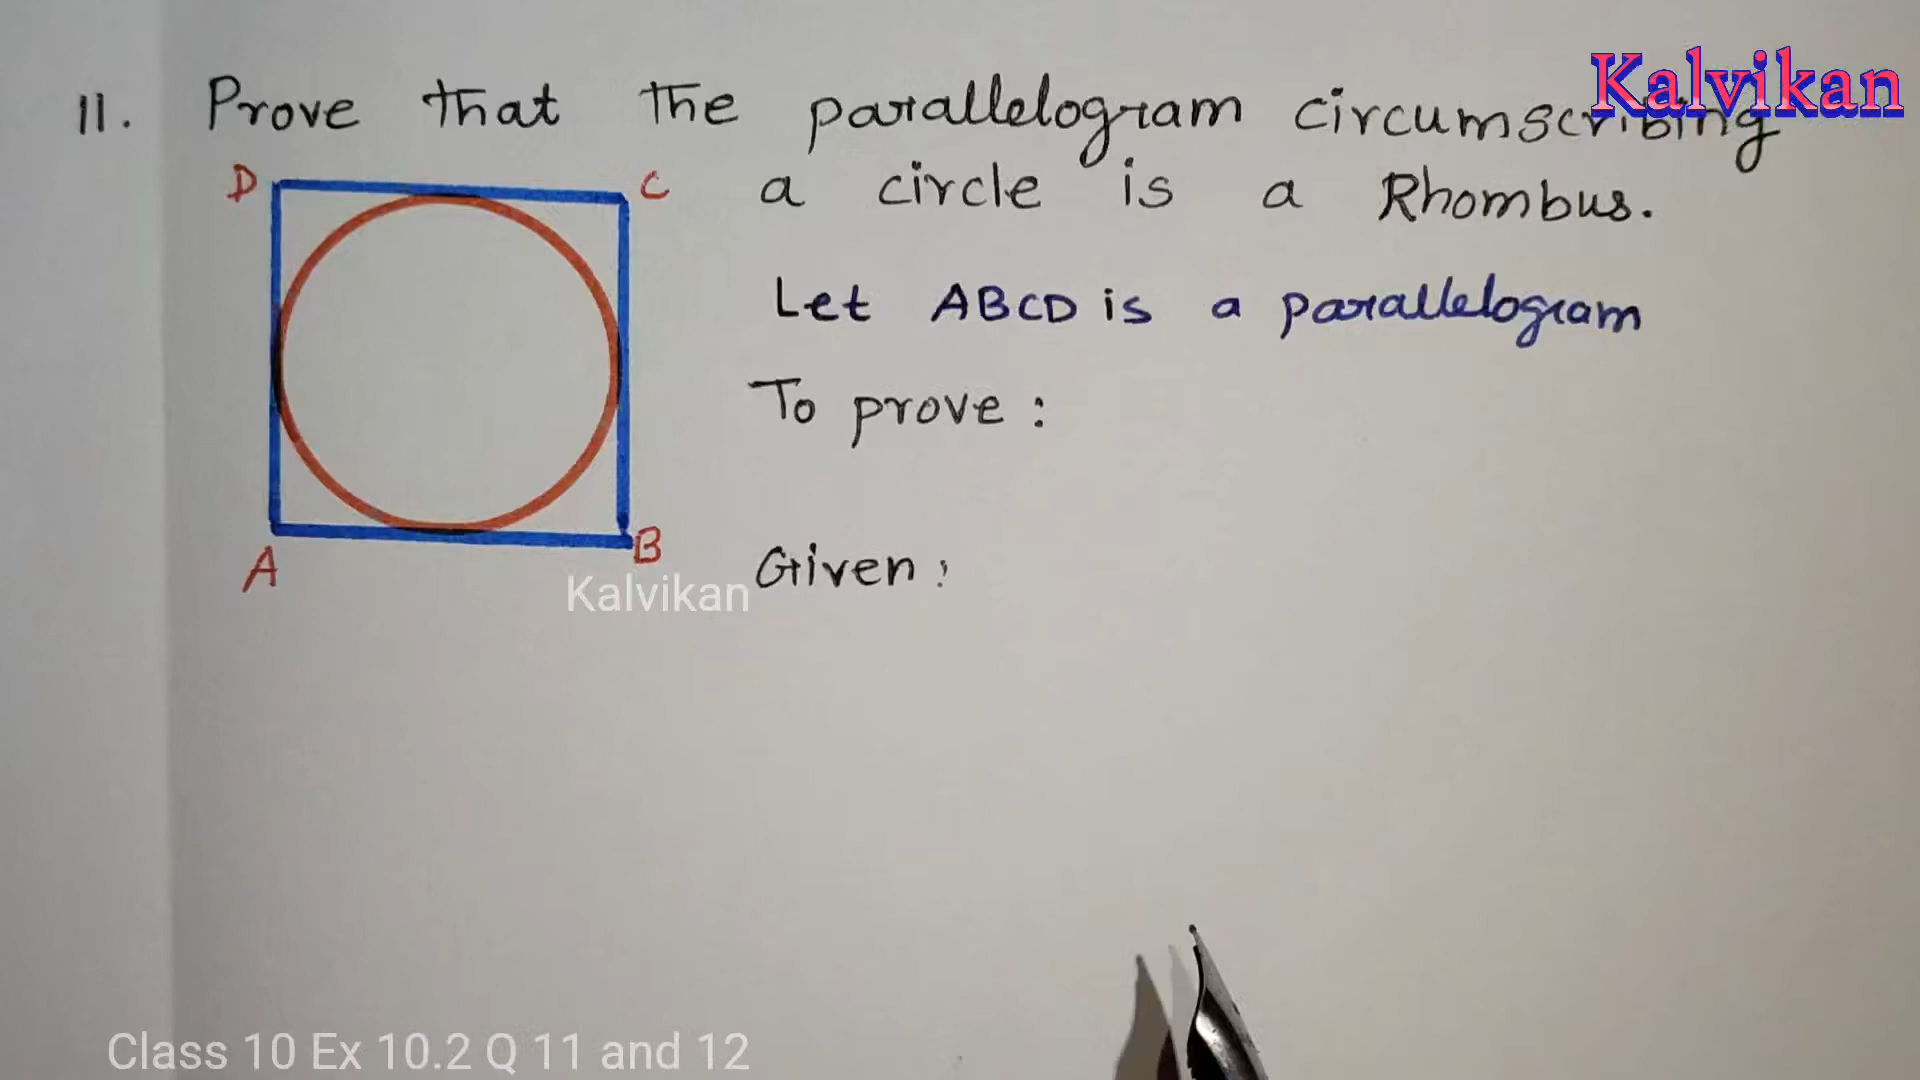 Kalvikan
11. Prove that the parallelogram circumscribing
D
C
a circle is a Rhombus.
Let ABCD is a parallelogram
To prove :
A
B
Given :
Kalvikan
Class 10 Ex 10.2 Q 11 and 12